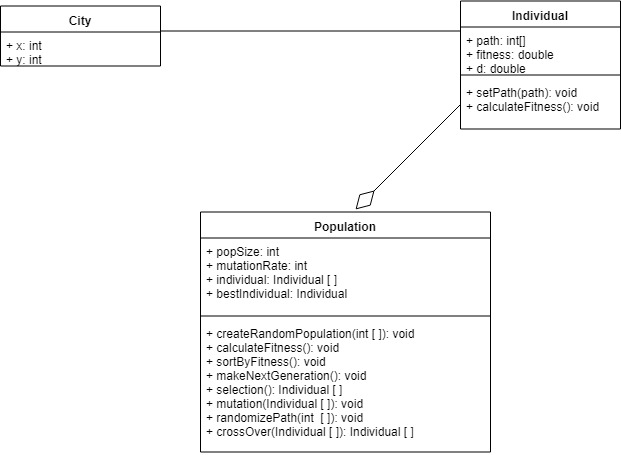 City
+ x: int
+ y: int
Individual
+ path: int[]
+ fitness: double
+ d: double
+ setPath(path): void
+ calculateFitness(): void
Population
+ popSize: int
+ mutationRate: int
+ individual: Individual [ ]
+ bestIndividual: Individual
+ createRandomPopulation(int [ ]): void
+ calculateFitness(): void
+ sortByFitness(): void
+ makeNextGeneration(): void
+ selection(): Individual [ ]
+ mutation(Individual [ ]): void
+ randomizePath(int  [ ]): void
+ crossOver(Individual [ ]): Individual [ ]